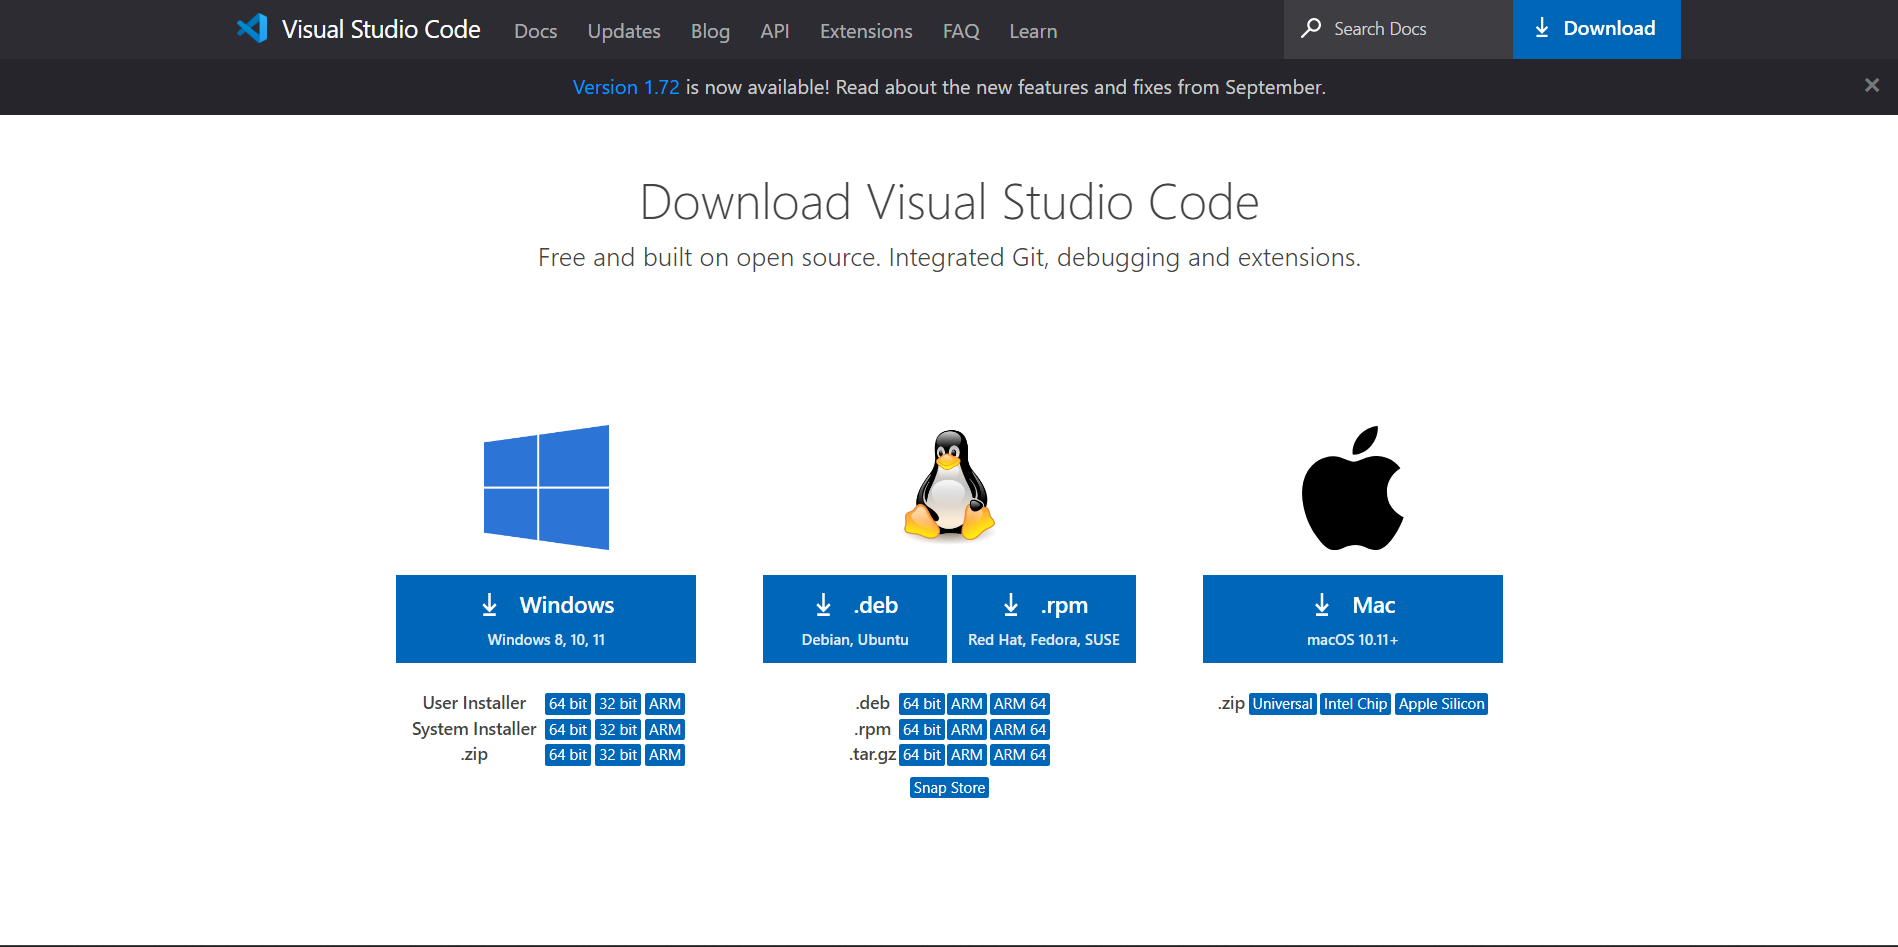 Visual Studio Code Docs Updates Blog API Extensions FAQ Learn Search Docs Download
Version 1.72 is now available! Read about the new features and fixes from September.
Download Visual Studio Code
Free and built on open source. Integrated Git, debugging and extensions.
Windows
Windows 8, 10, 11
User Installer 64 bit 32 bit ARM
System Installer 64 bit 32 bit ARM
.zip 64 bit 32 bit ARM
.deb
Debian, Ubuntu
.rpm
Red Hat, Fedora, SUSE
.deb 64 bit ARM ARM 64
.rpm 64 bit ARM ARM 64
.tar.gz 64 bit ARM ARM 64
Snap Store
Mac
macOS 10.11+
.zip Universal Intel Chip Apple Silicon